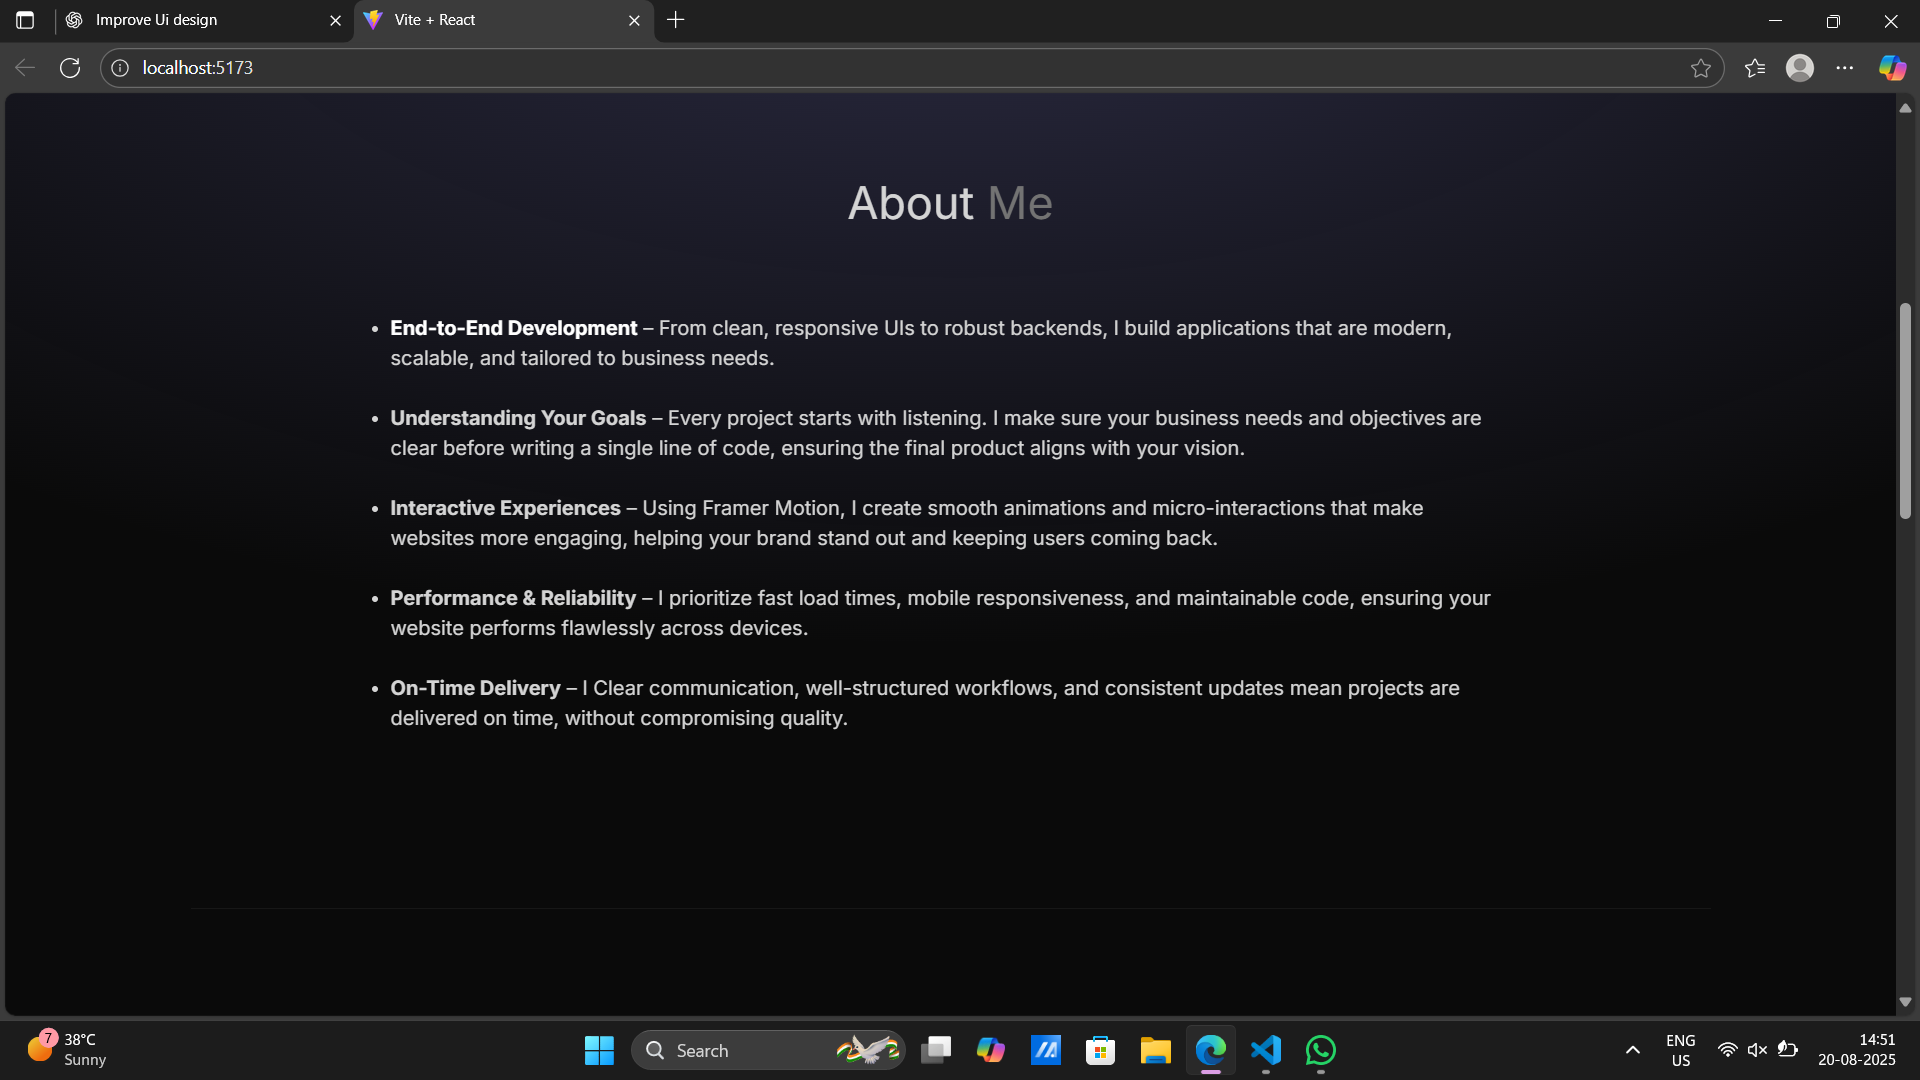 Improve Ui design
Vite + React
localhost:5173
About Me
• End-to-End Development – From clean, responsive UIs to robust backends, I build applications that are modern,
scalable, and tailored to business needs.
• Understanding Your Goals – Every project starts with listening. I make sure your business needs and objectives are
clear before writing a single line of code, ensuring the final product aligns with your vision.
• Interactive Experiences – Using Framer Motion, I create smooth animations and micro-interactions that make
websites more engaging, helping your brand stand out and keeping users coming back.
• Performance & Reliability – I prioritize fast load times, mobile responsiveness, and maintainable code, ensuring your
website performs flawlessly across devices.
• On-Time Delivery – I Clear communication, well-structured workflows, and consistent updates mean projects are
delivered on time, without compromising quality.
7
38°C
Sunny
Search
ENG
US
14:51
20-08-2025